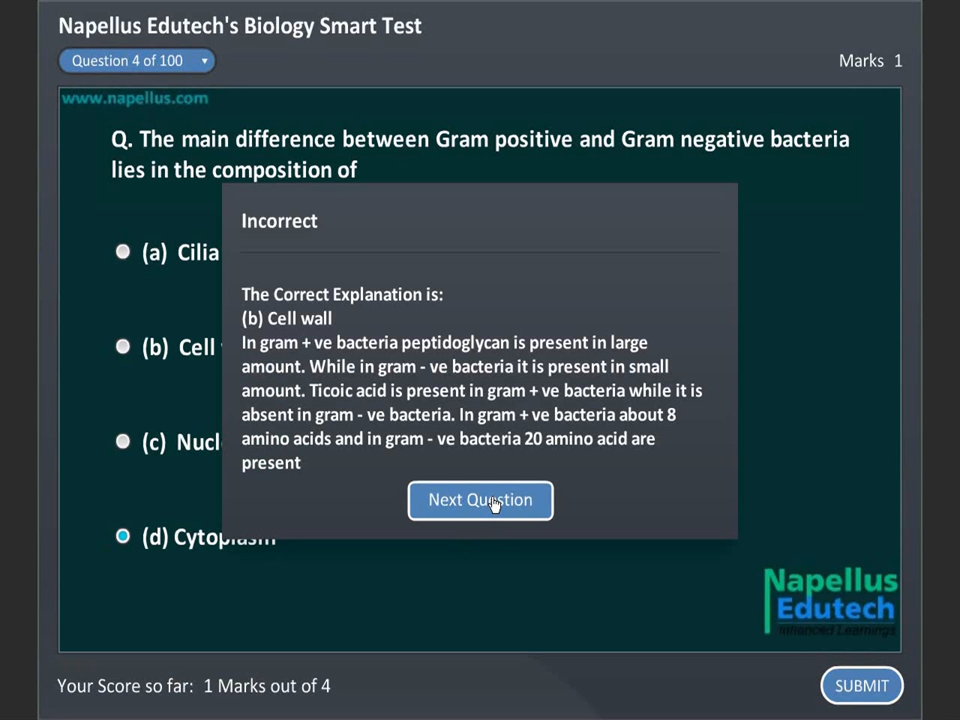 Napellus Edutech's Biology Smart Test
Question 4 of 100
Marks 1
www.napellus.com
Q. The main difference between Gram positive and Gram negative bacteria
lies in the composition of
Incorrect
(a) Cilia
The Correct Explanation is:
(b) Cell wall
In gram + ve bacteria peptidoglycan is present in large
(b) Cell
amount. While in gram - ve bacteria it is present in small
amount. Ticoic acid is present in gram + ve bacteria while it is
absent in gram - ve bacteria. In gram + ve bacteria about 8
(c) Nucl
amino acids and in gram - ve bacteria 20 amino acid are
present
Next Question
(d) Cytoplasm
Napellus
Edutech
Advanced Learnings
Your Score so far: 1 Marks out of 4
SUBMIT